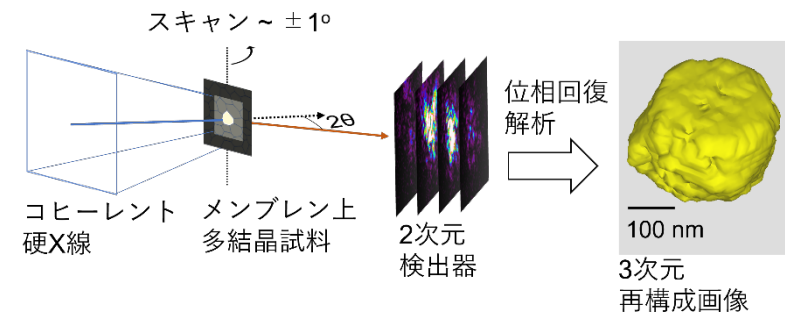 スキャン ~ ±1º
2θ
コヒーレント
硬X線
メンブレン上
多結晶試料
2次元
検出器
位相回復
解析
100 nm
3次元
再構成画像